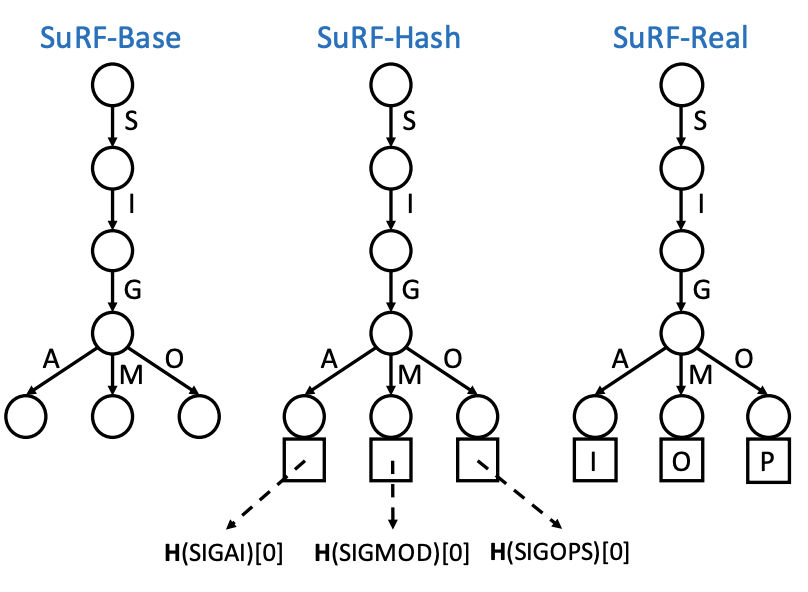 SuRF-Base SuRF-Hash SuRF-Real
S S S
I I I
G G G
A M O A M O A M O
I O P
H(SIGAI)[0] H(SIGMOD)[0] H(SIGOPS)[0]